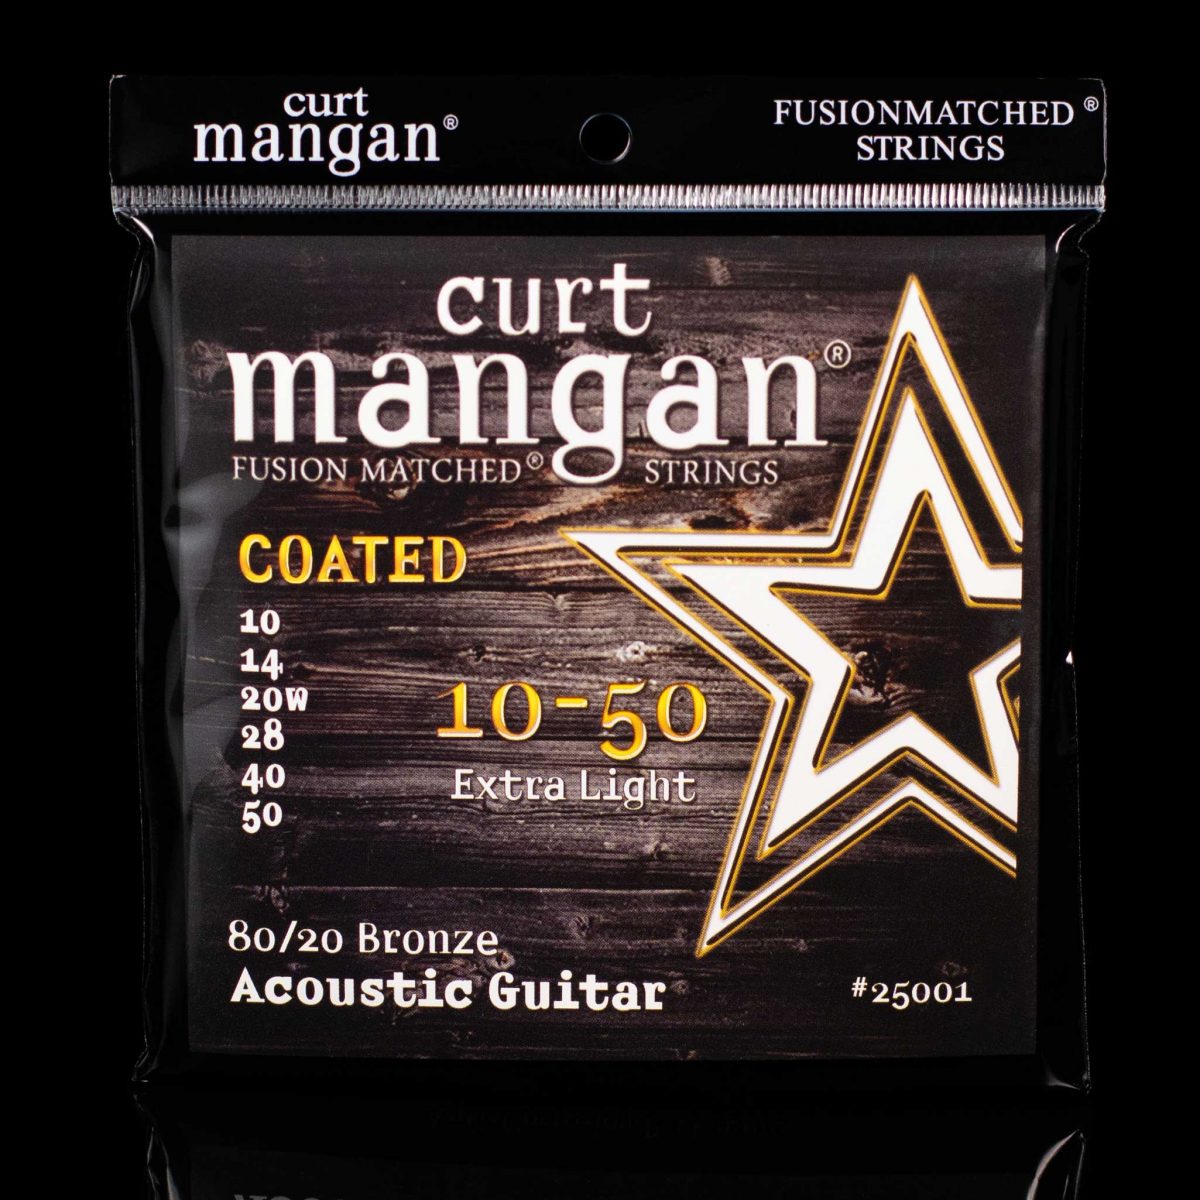 curt
mangan®
FUSIONMATCHED®
STRINGS
curt
mangan®
FUSION MATCHED® STRINGS
COATED
10
14
20W
28
40
50
10-50
Extra Light
80/20 Bronze
Acoustic Guitar
#25001